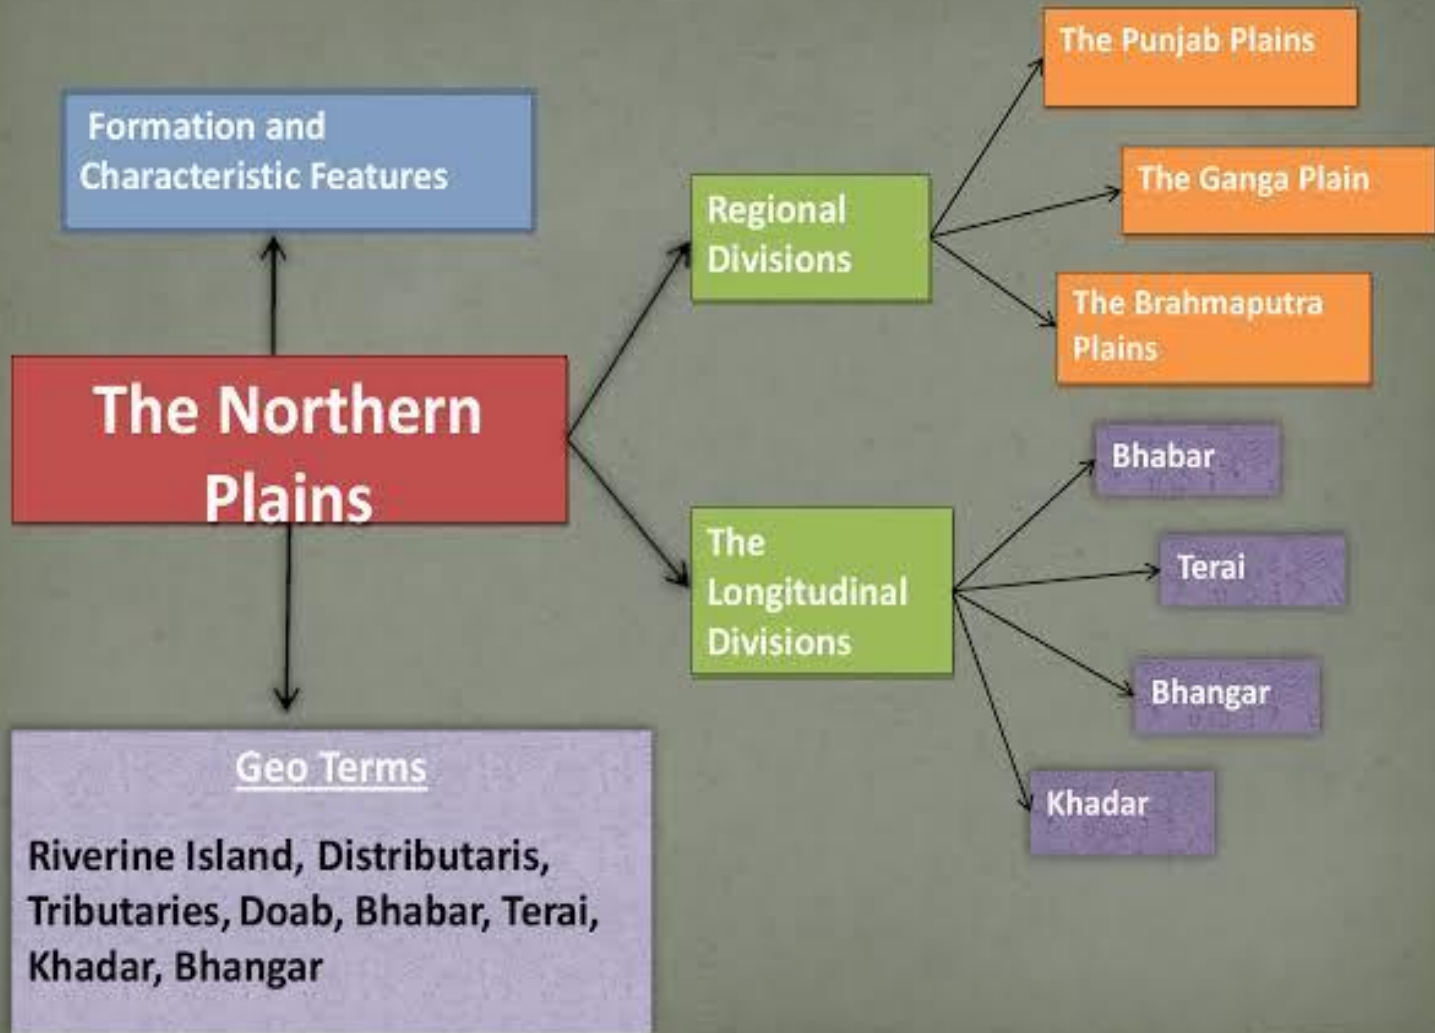 Formation and
Characteristic Features
The Northern
Plains
Geo Terms
Riverine Island, Distributaris,
Tributaries, Doab, Bhabar, Terai,
Khadar, Bhangar
Regional
Divisions
The Punjab Plains
The Ganga Plain
The Brahmaputra
Plains
The
Longitudinal
Divisions
Bhabar
Terai
Bhangar
Khadar